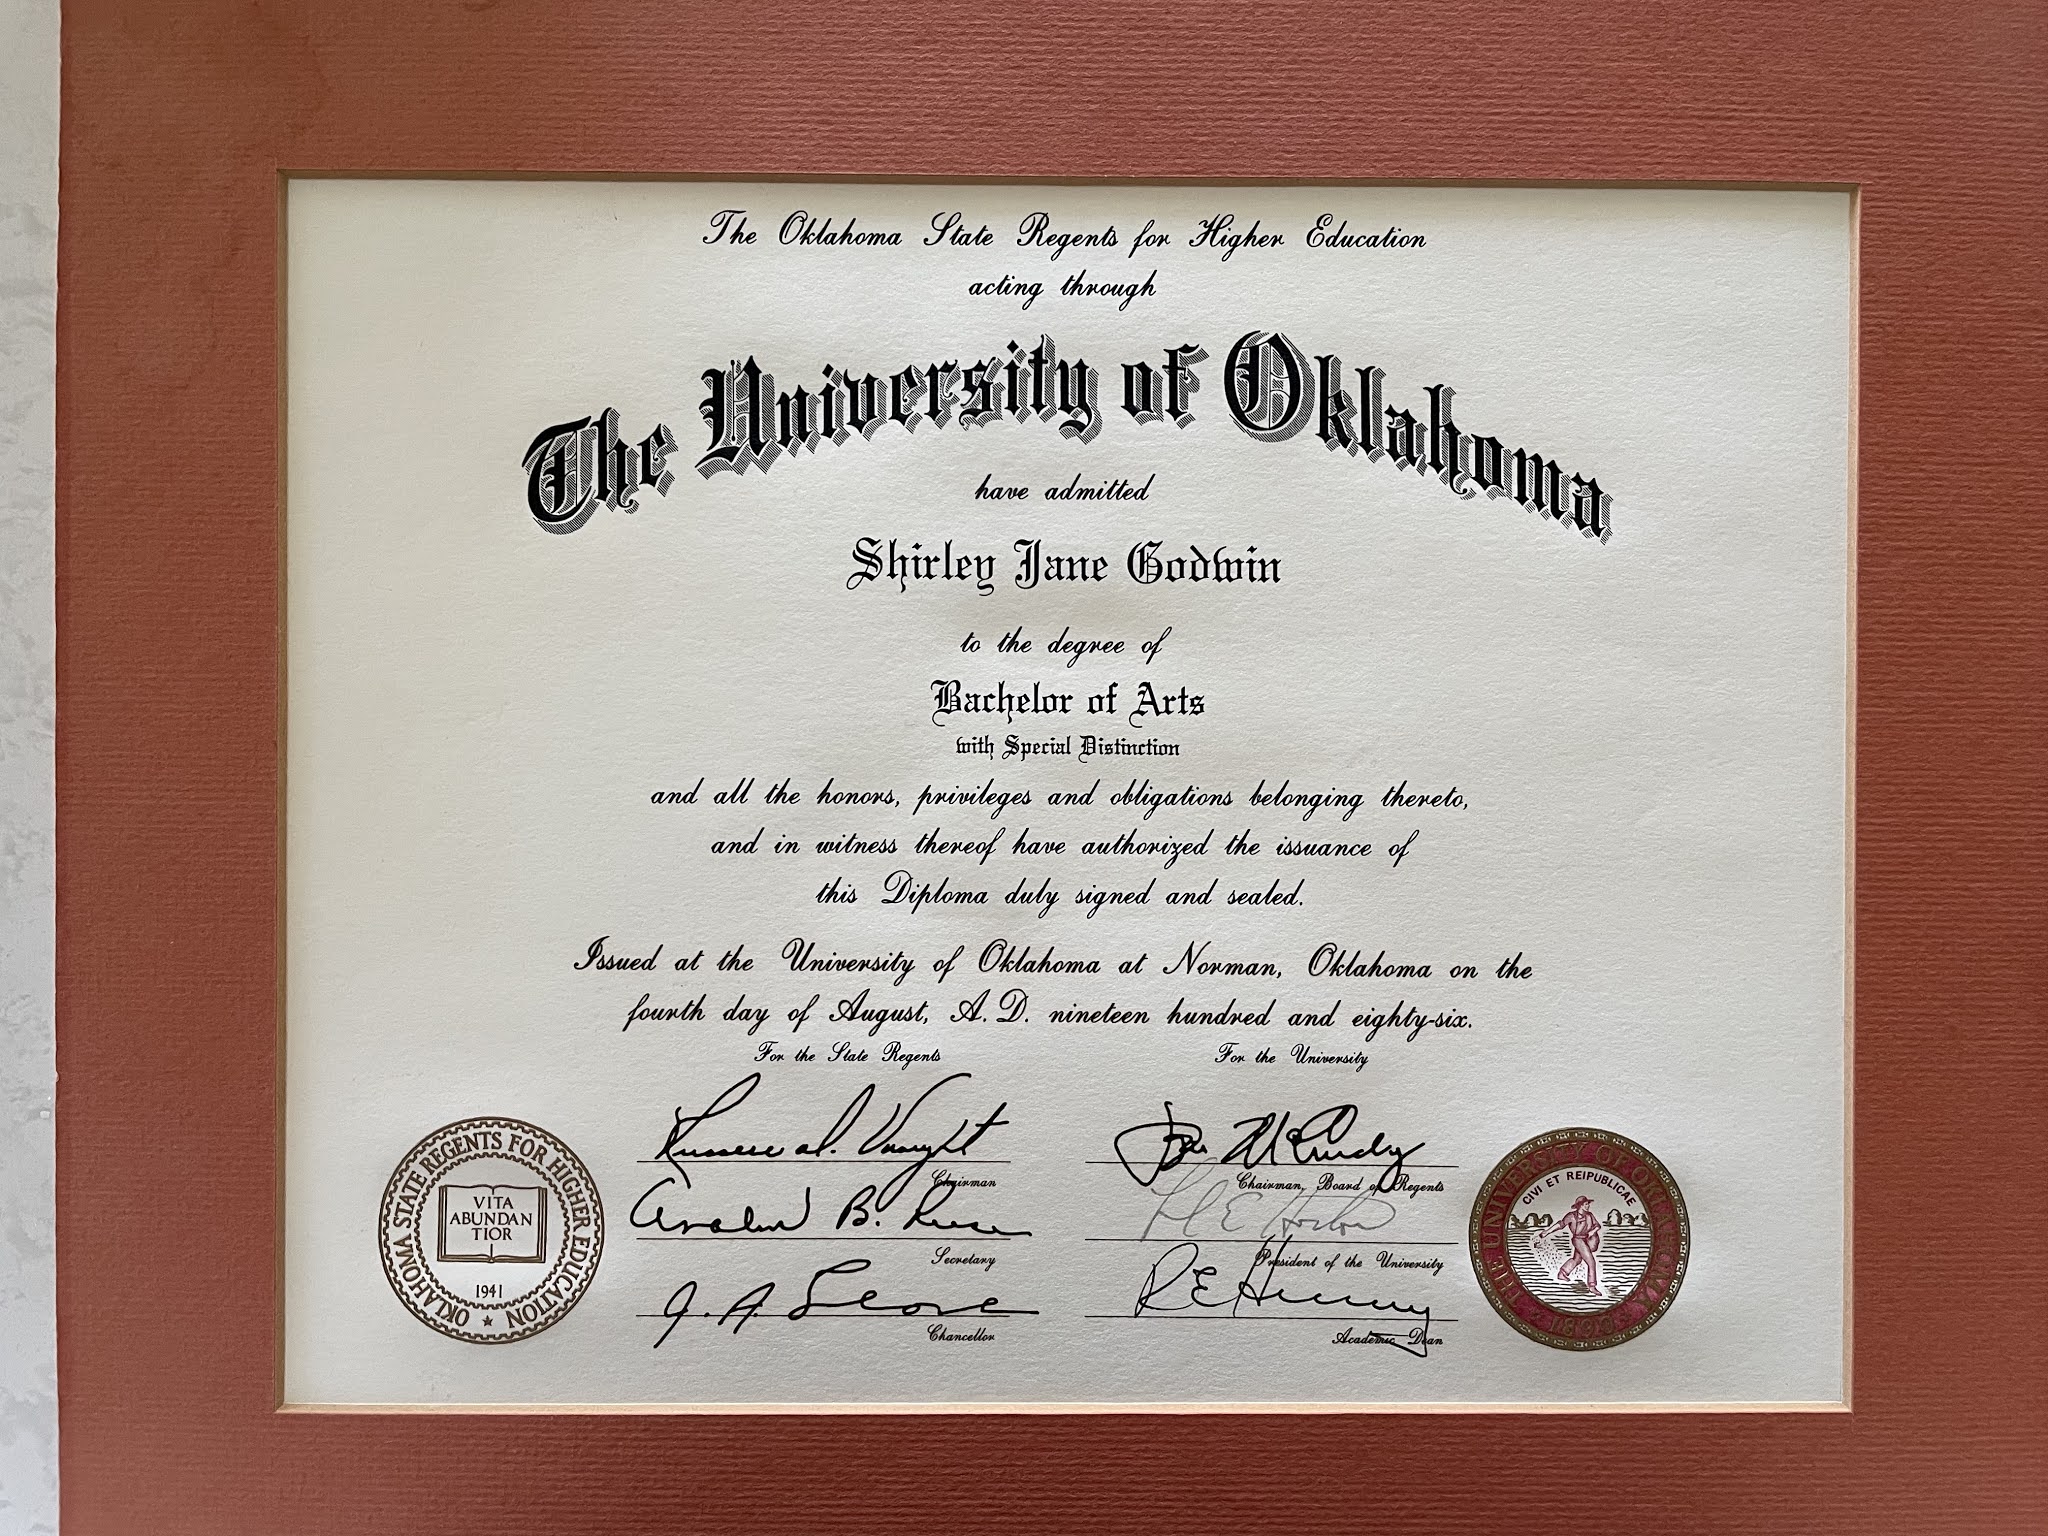 The Oklahoma State Regents for Higher Education
acting through
The University of Oklahoma
have admitted
Shirley Jane Godwin
to the degree of
Bachelor of Arts
with Special Distinction
and all the honors, privileges and obligations belonging thereto,
and in witness thereof have authorized the issuance of
this Diploma duly signed and sealed.
Issued at the University of Oklahoma at Norman, Oklahoma on the
fourth day of August, A.D. nineteen hundred and eighty-six.
For the State Regents
Chairman
Secretary
Chancellor
For the University
Chairman, Board of Regents
President of the University
Academic Dean
OKLAHOMA STATE REGENTS FOR HIGHER EDUCATION
VITA
ABUNDAN
TIOR
1941
THE UNIVERSITY OF OKLAHOMA
CIVI ET REIPUBLICAE
1890